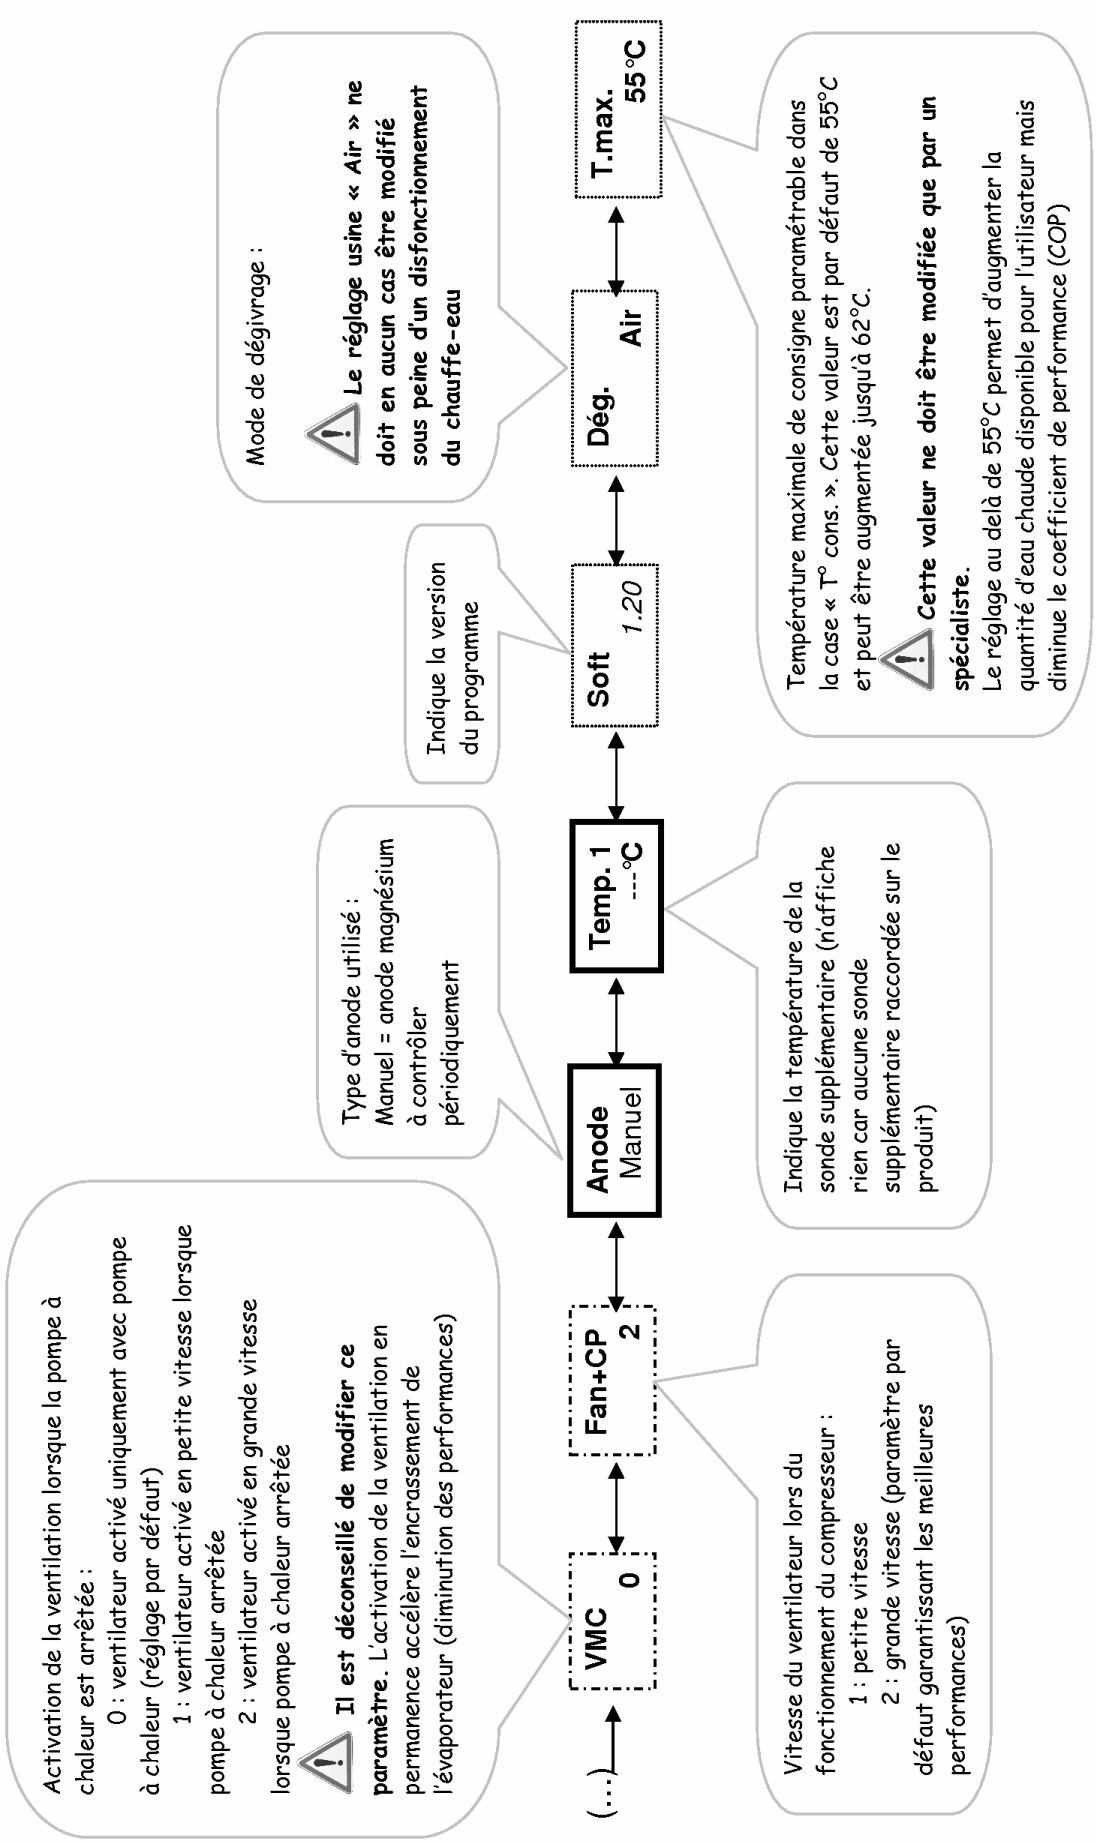 Activation de la ventilation lorsque la pompe à
chaleur est arrêtée :
0 : ventilateur activé uniquement avec pompe
à chaleur (réglage par défaut)
1 : ventilateur activé en petite vitesse lorsque
pompe à chaleur arrêtée
2 : ventilateur activé en grande vitesse
lorsque pompe à chaleur arrêtée
Il est déconseillé de modifier ce
paramètre. L'activation de la ventilation en
permanence accélère l'encrassement de
l'évaporateur (diminution des performances)
Type d'anode utilisé :
Manuel = anode magnésium
à contrôler
périodiquement
Indique la version
du programme
Mode de dégivrage :
Le réglage usine « Air » ne
doit en aucun cas être modifié
sous peine d'un disfonctionnement
du chauffe-eau
(...)
VMC
0
Fan+CP
2
Anode
Manuel
Temp. 1
---°C
Soft
1.20
Dég.
Air
T.max.
55°C
Vitesse du ventilateur lors du
fonctionnement du compresseur :
1 : petite vitesse
2 : grande vitesse (paramètre par
défaut garantissant les meilleures
performances)
Indique la température de la
sonde supplémentaire (n'affiche
rien car aucune sonde
supplémentaire raccordée sur le
produit)
Température maximale de consigne paramétrable dans
la case « T° cons. ». Cette valeur est par défaut de 55°C
et peut être augmentée jusqu'à 62°C.
Cette valeur ne doit être modifiée que par un
spécialiste.
Le réglage au delà de 55°C permet d'augmenter la
quantité d'eau chaude disponible pour l'utilisateur mais
diminue le coefficient de performance (COP)